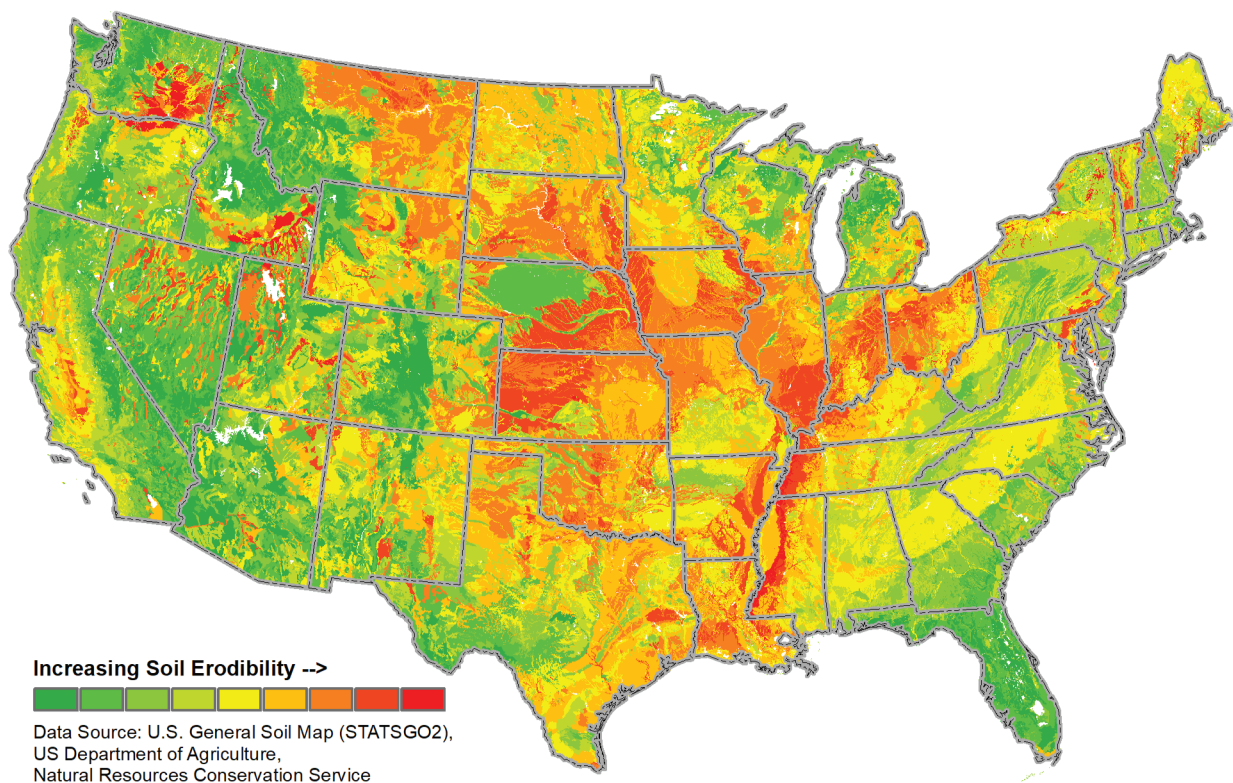 Increasing Soil Erodibility -->
Data Source: U.S. General Soil Map (STATSGO2),
US Department of Agriculture,
Natural Resources Conservation Service